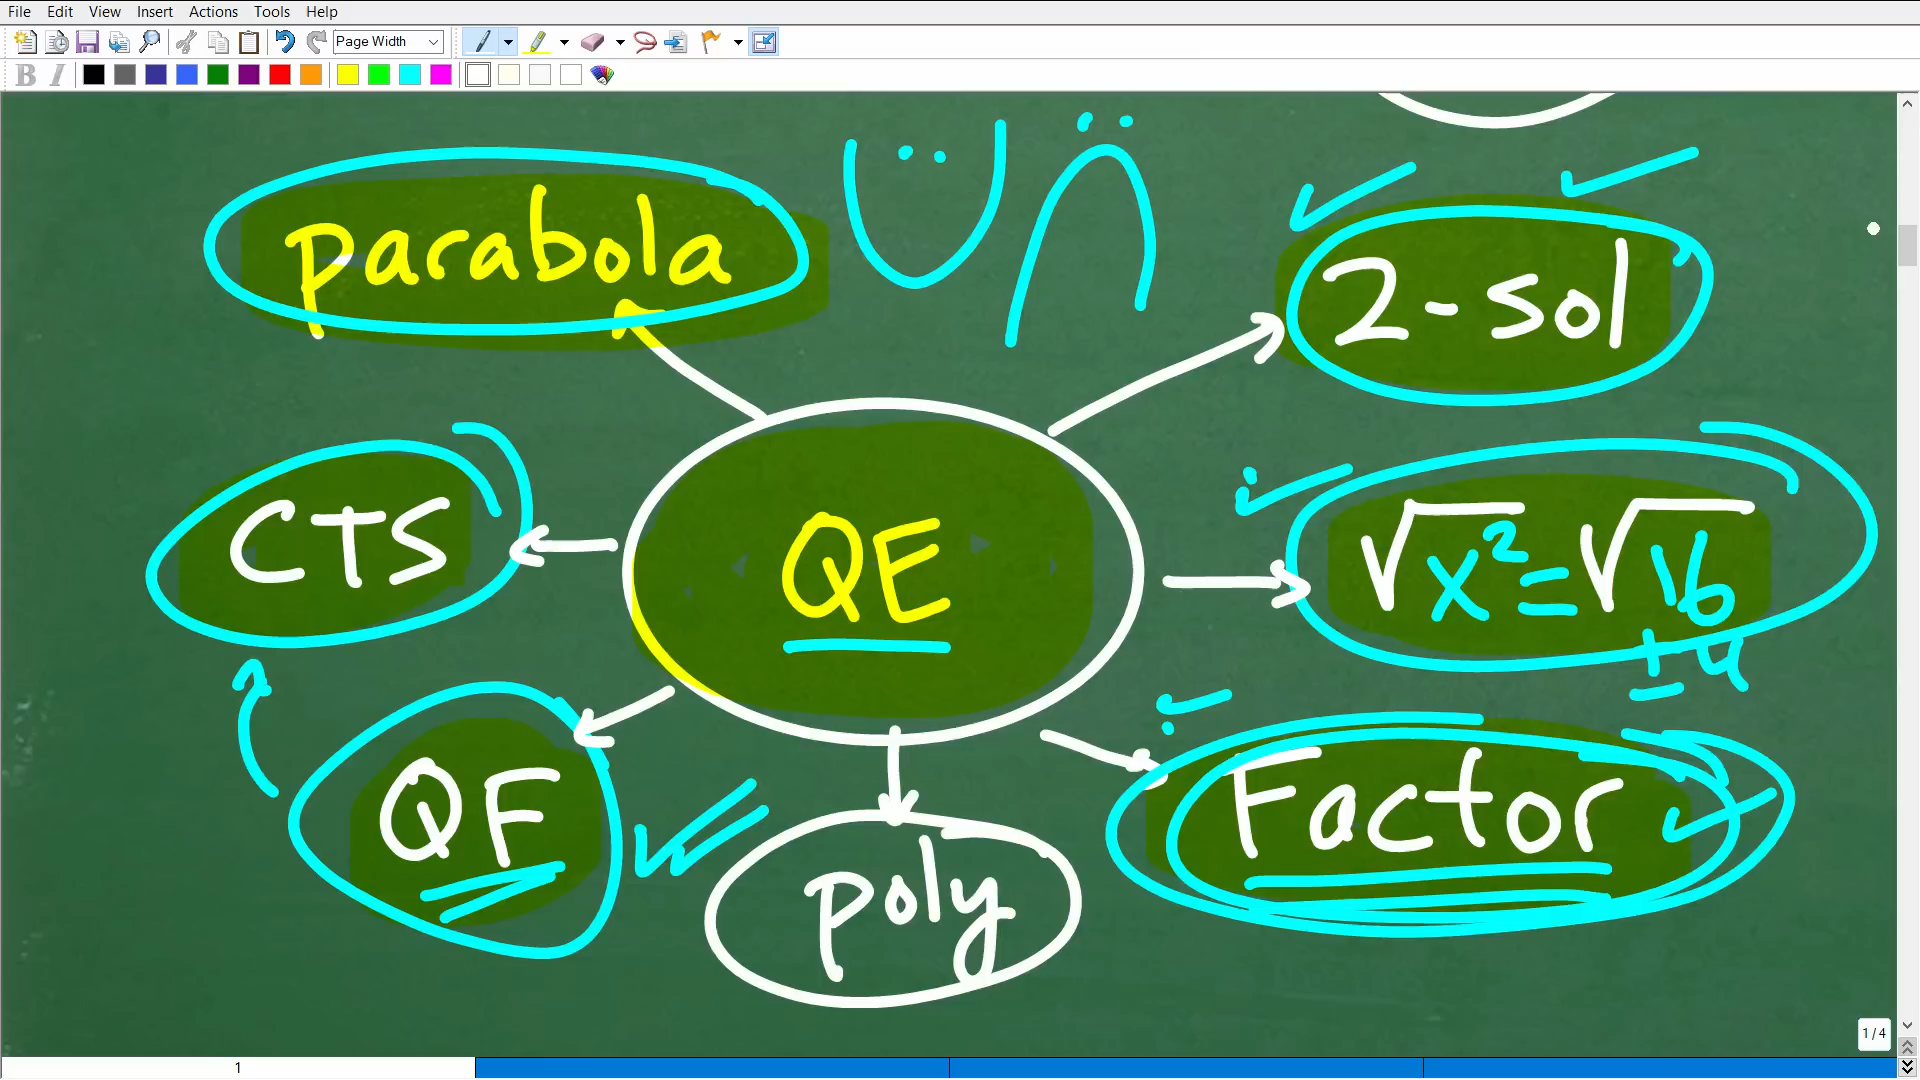 File Edit View Insert Actions Tools Help
Page Width
B I
parabola
2-sol
CTS
QE
√x²=√16
±4
QF
poly
Factor
1/4
1